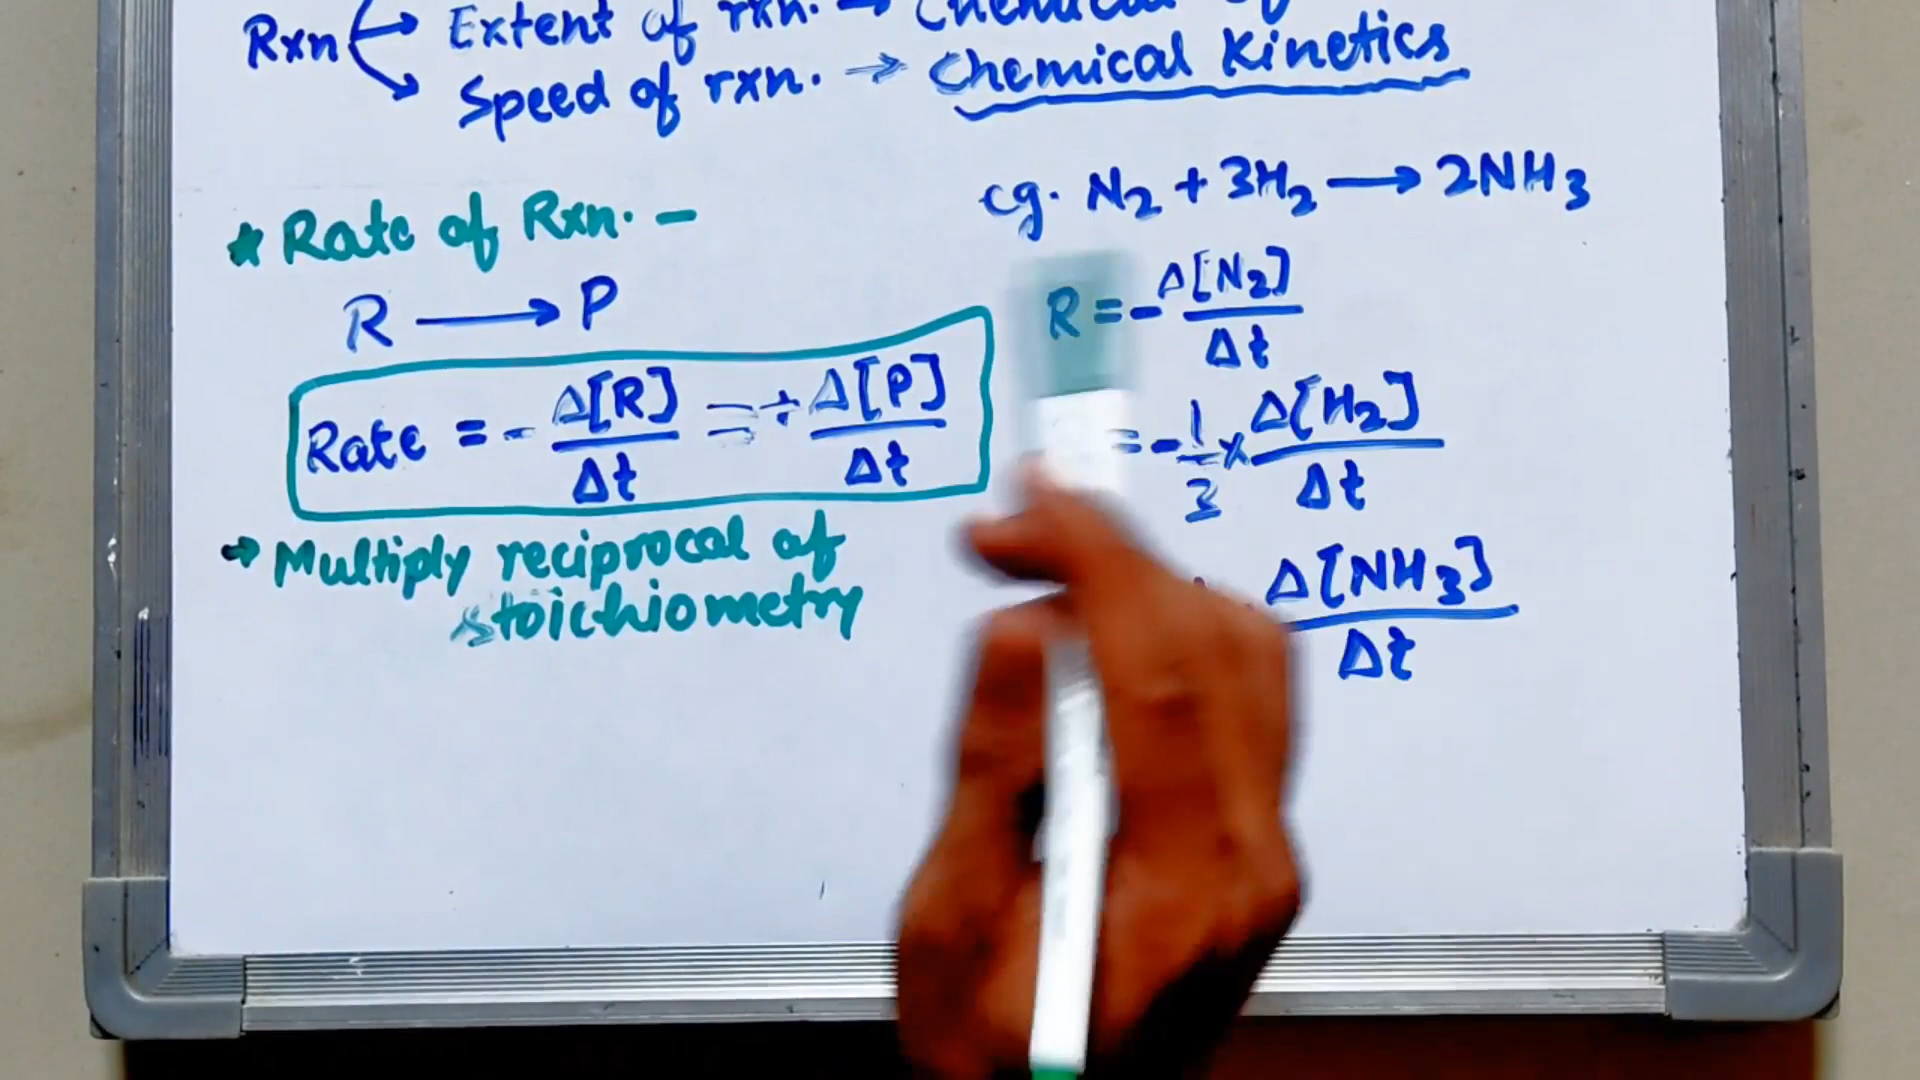 Rxn → Extent of rxn. → Chemical
→ Speed of rxn. → Chemical Kinetics
★ Rate of Rxn. -
R → P
Rate = - Δ[R]/Δt = + Δ[P]/Δt
→ Multiply reciprocal of
stoichiometry
eg. N₂ + 3H₂ → 2NH₃
R = - Δ[N₂]/Δt
= - 1/3 × Δ[H₂]/Δt
Δ[NH₃]/Δt